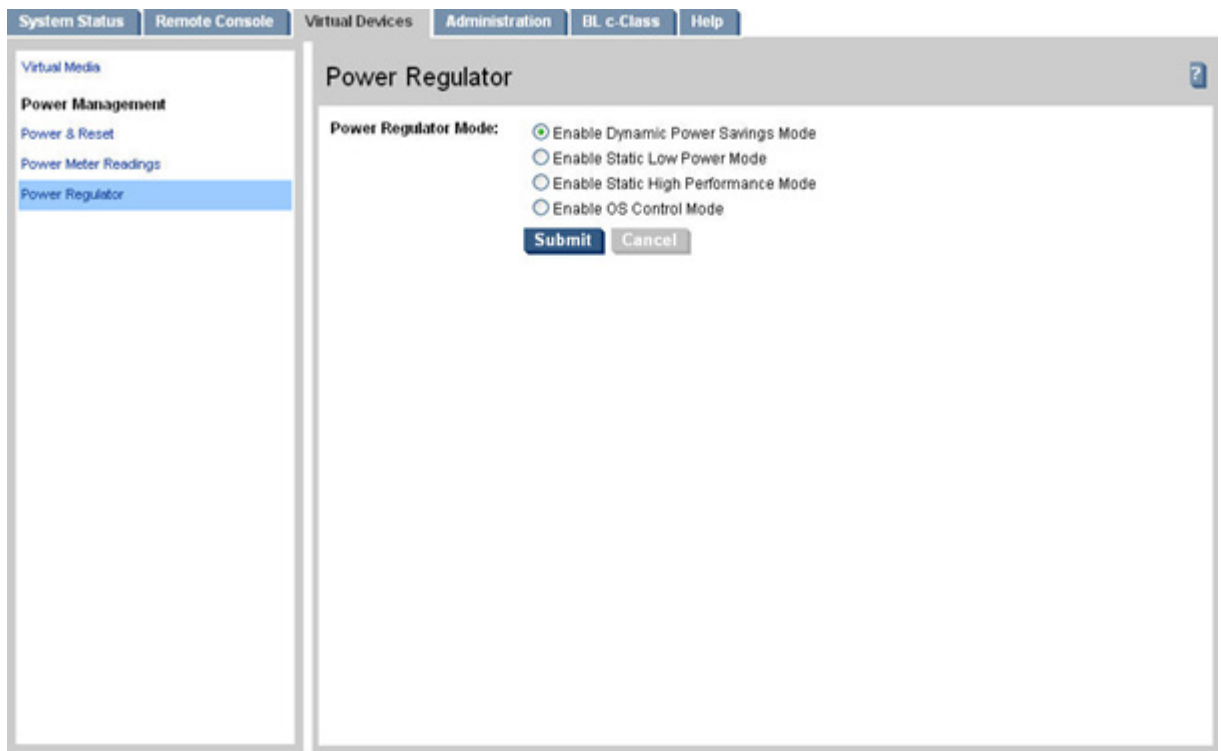 System Status Remote Console Virtual Devices Administration BL c-Class Help
Virtual Media
Power Management
Power & Reset
Power Meter Readings
Power Regulator
Power Regulator
?
Power Regulator Mode:
Enable Dynamic Power Savings Mode
Enable Static Low Power Mode
Enable Static High Performance Mode
Enable OS Control Mode
Submit Cancel